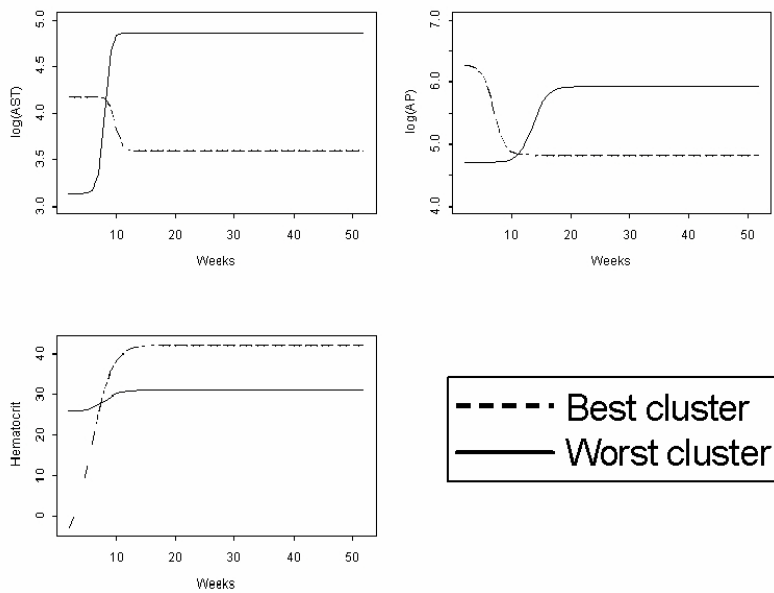 log(AST)
5.0
4.5
4.0
3.5
3.0
10 20 30 40 50
Weeks
log(AP)
7.0
6.0
5.0
4.0
10 20 30 40 50
Weeks
Hematocrit
40
30
20
10
0
10 20 30 40 50
Weeks
Best cluster
Worst cluster